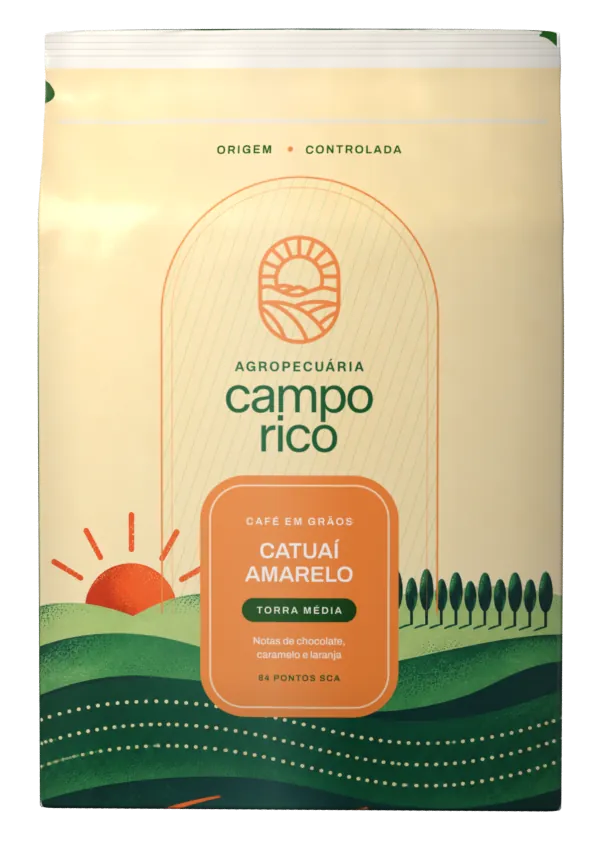 ORIGEM • CONTROLADA
AGROPECUÁRIA
campo
rico
CAFÉ EM GRÃOS
CATUAÍ
AMARELO
TORRA MÉDIA
Notas de chocolate,
caramelo e laranja
84 PONTOS SCA